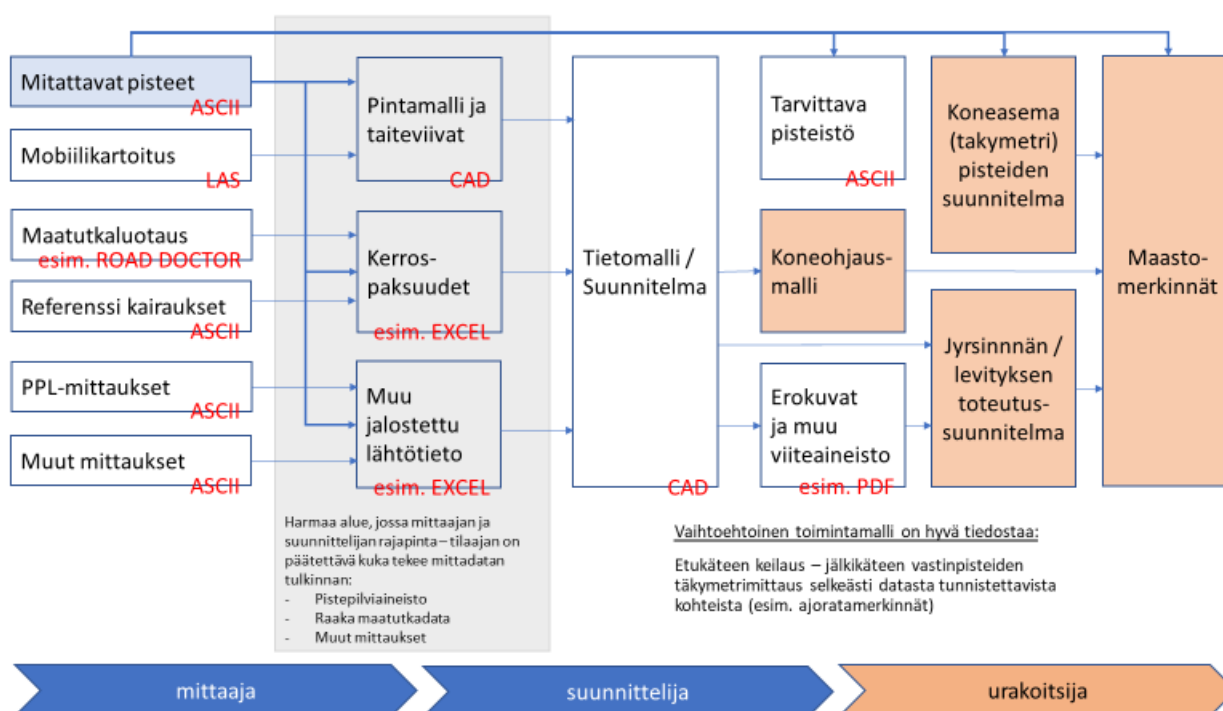 Mitattavat pisteet
ASCII
Mobiilikartoitus
LAS
Maatutkaluotaus
esim. ROAD DOCTOR
Referenssi kairaukset
ASCII
PPL-mittaukset
ASCII
Muut mittaukset
ASCII
Pintamalli ja
taiteviivat
CAD
Kerros-
paksuudet
esim. EXCEL
Muu
jalostettu
lähtötieto
esim. EXCEL
Harmaa alue, jossa mittaajan ja
suunnittelijan rajapinta – tilaajan on
päätettävä kuka tekee mittadatan
tulkinnan:
- Pistepilviaineisto
- Raaka maatutkadata
- Muut mittaukset
Tietomalli /
Suunnitelma
CAD
Tarvittava
pisteistö
ASCII
Koneohjaus-
malli
Erokuvat
ja muu
viiteaineisto
esim. PDF
Koneasema
(takymetri)
pisteiden
suunnitelma
Jyrsinnnän /
levityksen
toteutus-
suunnitelma
Maasto-
merkinnät
Vaihtoehtoinen toimintamalli on hyvä tiedostaa:
Etukäteen keilaus – jälkikäteen vastinpisteiden
täkymetrimittaus selkeästi datasta tunnistettavista
kohteista (esim. ajoratamerkinnät)
mittaaja
suunnittelija
urakoitsija